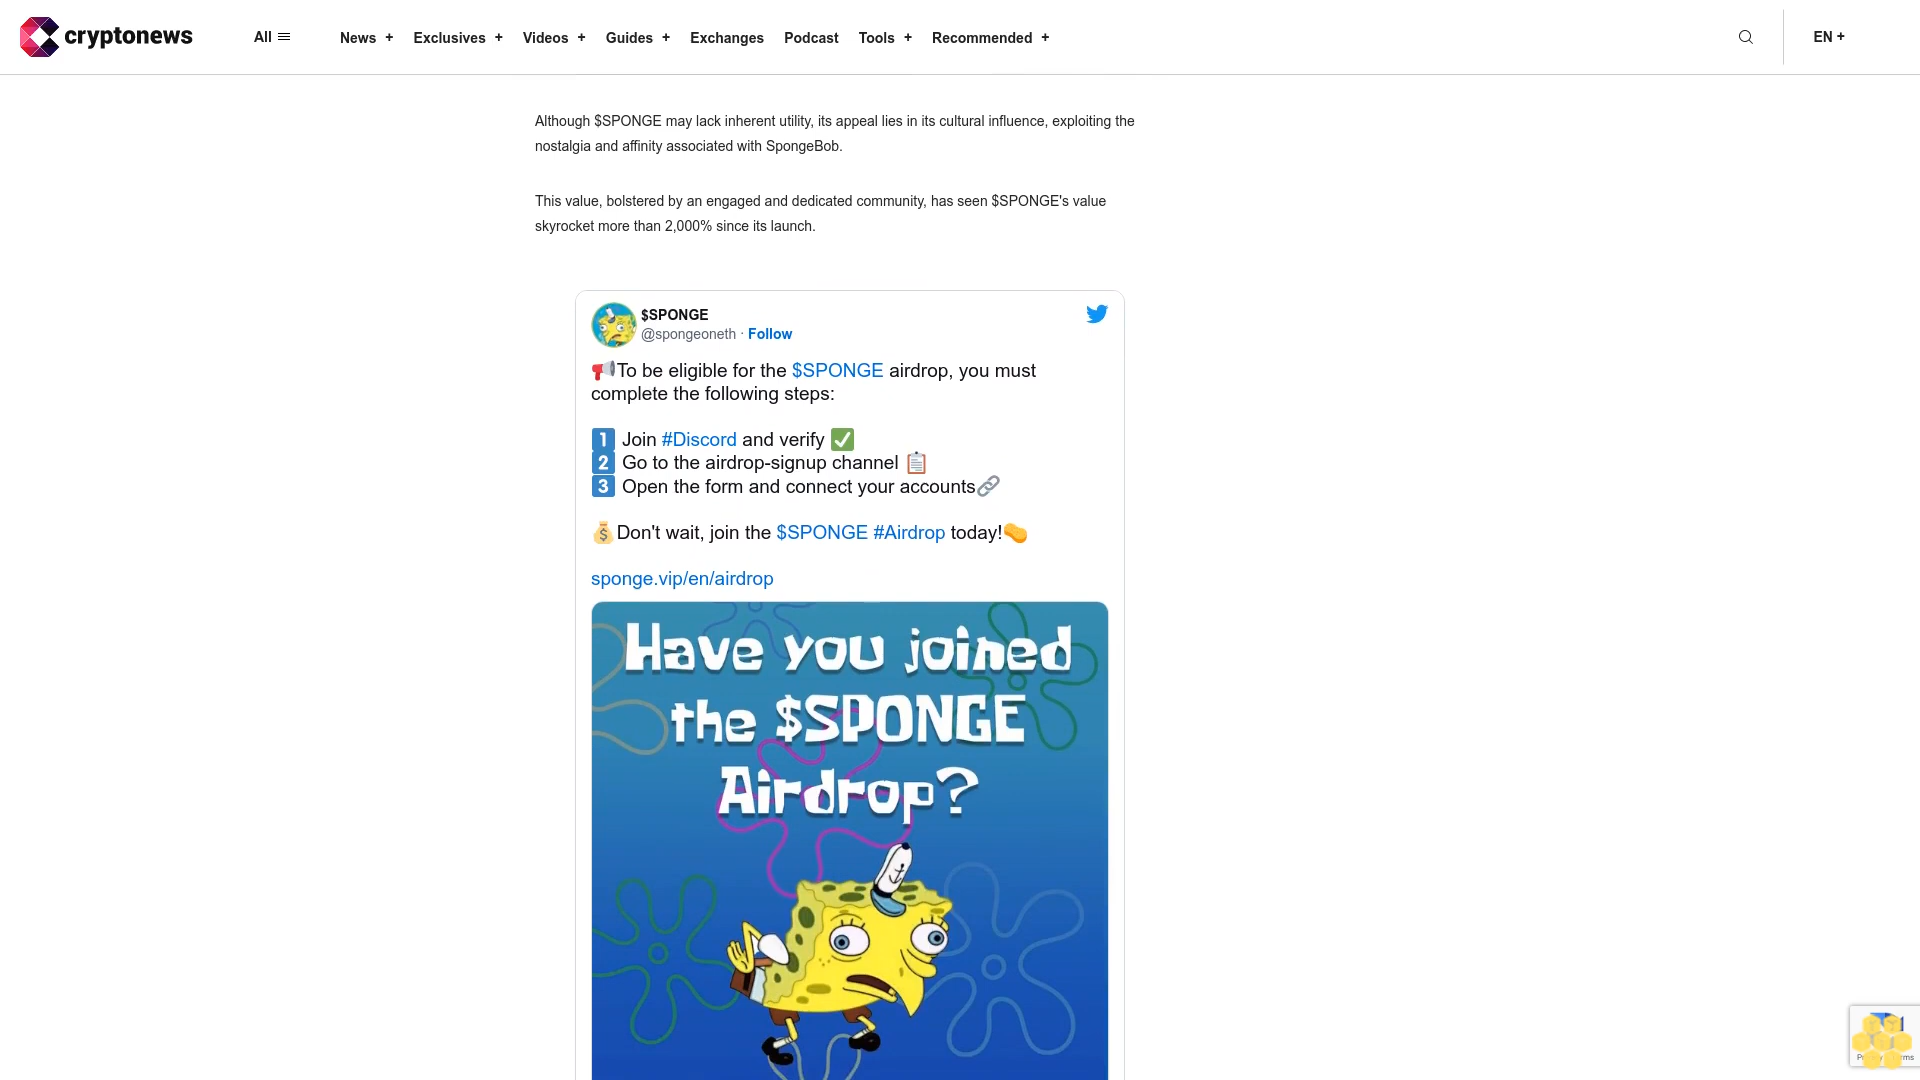 cryptonews
All
News +
Exclusives +
Videos +
Guides +
Exchanges
Podcast
Tools +
Recommended +
EN +
Although $SPONGE may lack inherent utility, its appeal lies in its cultural influence, exploiting the
nostalgia and affinity associated with SpongeBob.
This value, bolstered by an engaged and dedicated community, has seen $SPONGE's value
skyrocket more than 2,000% since its launch.
$SPONGE
@spongeoneth · Follow
📢To be eligible for the $SPONGE airdrop, you must
complete the following steps:
1️⃣ Join #Discord and verify ✅
2️⃣ Go to the airdrop-signup channel 📋
3️⃣ Open the form and connect your accounts🔗
💰Don't wait, join the $SPONGE #Airdrop today!🫓
sponge.vip/en/airdrop
Have you joined
the $SPONGE
Airdrop?